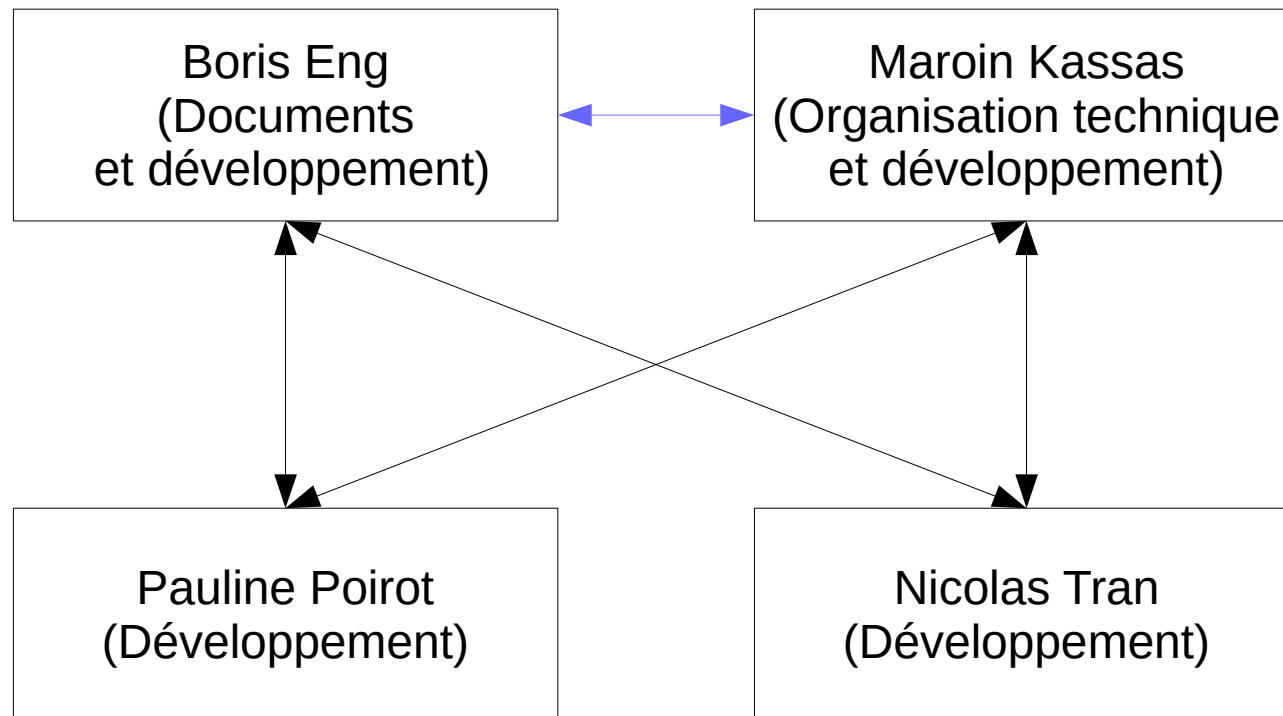 Boris Eng
(Documents
et développement)
Maroin Kassas
(Organisation technique
et développement)
Pauline Poirot
(Développement)
Nicolas Tran
(Développement)